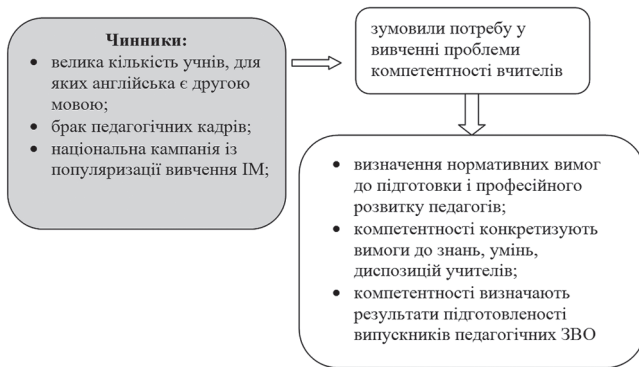 Чинники:
• велика кількість учнів, для
яких англійська є другою
мовою;
• брак педагогічних кадрів;
• національна кампанія із
популяризації вивчення ІМ;
зумовили потребу у
вивченні проблеми
компетентності вчителів
• визначення нормативних вимог
до підготовки і професійного
розвитку педагогів;
• компетентності конкретизують
вимоги до знань, умінь,
диспозицій учителів;
• компетентності визначають
результати підготовленості
випускників педагогічних ЗВО